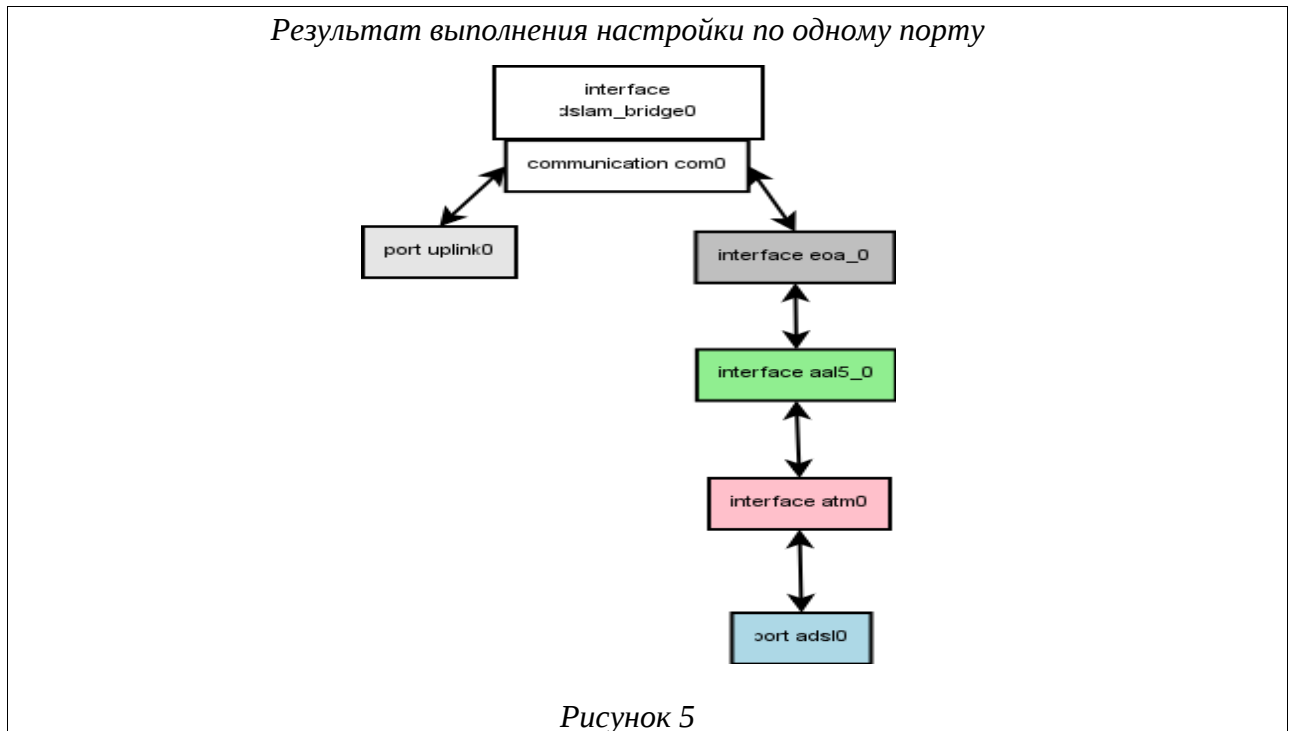 Результат выполнения настройки по одному порту
interface
dslam_bridge0
communication com0
port uplink0
interface eoa_0
interface aal5_0
interface atm0
port adsl0
Рисунок 5